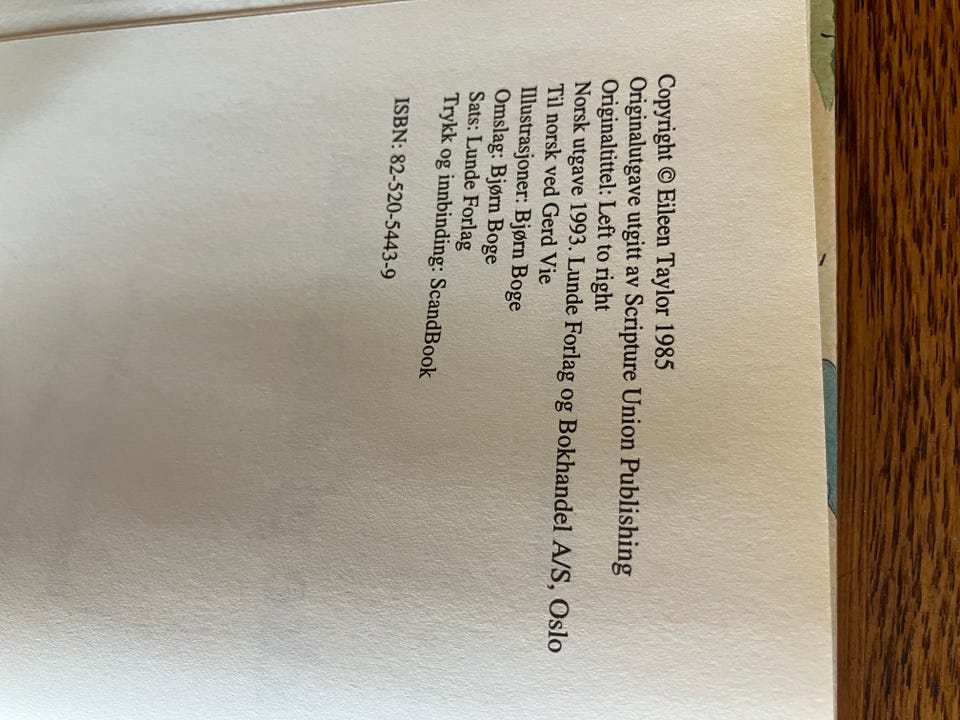 Copyright © Eileen Taylor 1985
Originalutgave utgitt av Scripture Union Publishing
Originaltittel: Left to right
Norsk utgave 1993. Lunde Forlag og Bokhandel A/S, Oslo
Til norsk ved Gerd Vie
Illustrasjoner: Bjørn Boge
Omslag: Bjørn Boge
Sats: Lunde Forlag
Trykk og innbinding: ScandBook
ISBN: 82-520-5443-9